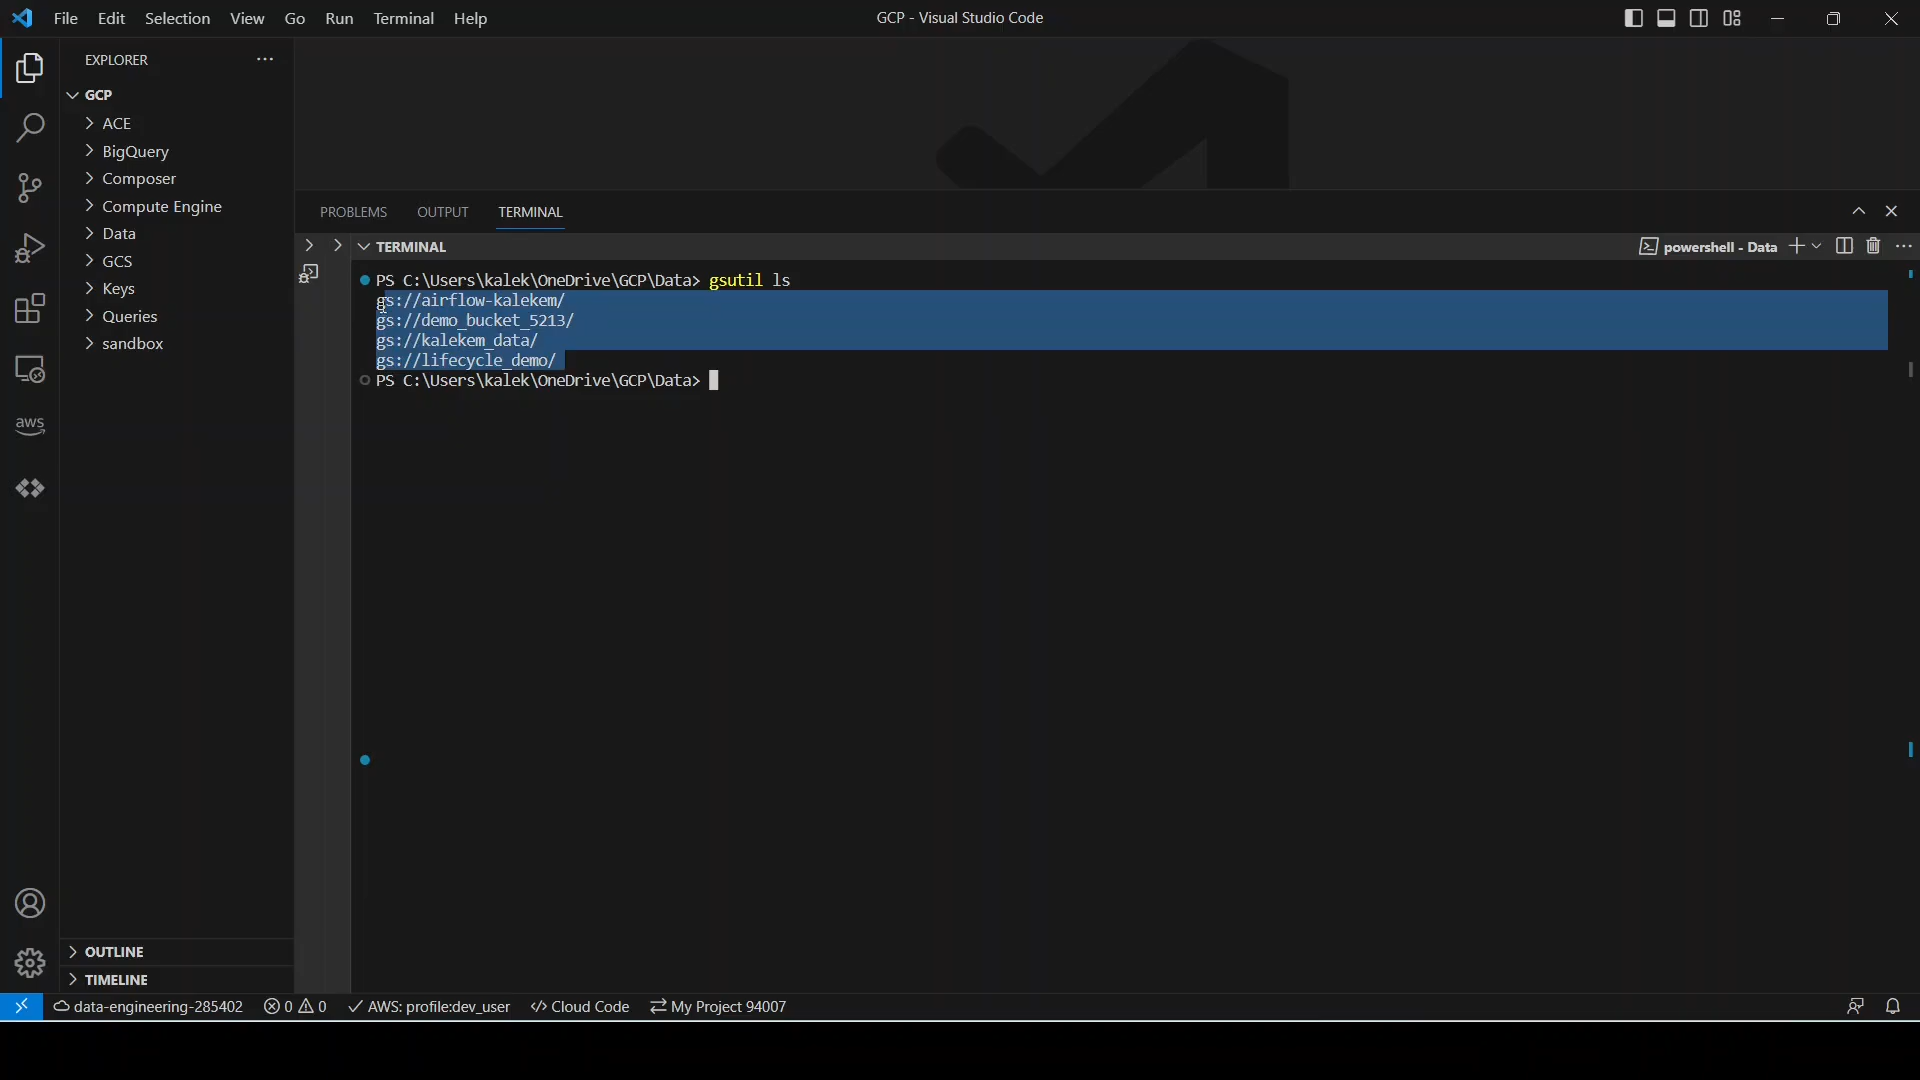 File Edit Selection View Go Run Terminal Help
GCP - Visual Studio Code
EXPLORER
GCP
ACE
BigQuery
Composer
Compute Engine
Data
GCS
Keys
Queries
sandbox
OUTLINE
TIMELINE
aws
PROBLEMS OUTPUT TERMINAL
TERMINAL
powershell - Data
PS C:\Users\kalek\OneDrive\GCP\Data> gsutil ls
gs://airflow-kalekem/
gs://demo_bucket_5213/
gs://kalekem_data/
gs://lifecycle_demo/
PS C:\Users\kalek\OneDrive\GCP\Data>
data-engineering-285402 0 0 AWS: profile:dev_user </> Cloud Code My Project 94007